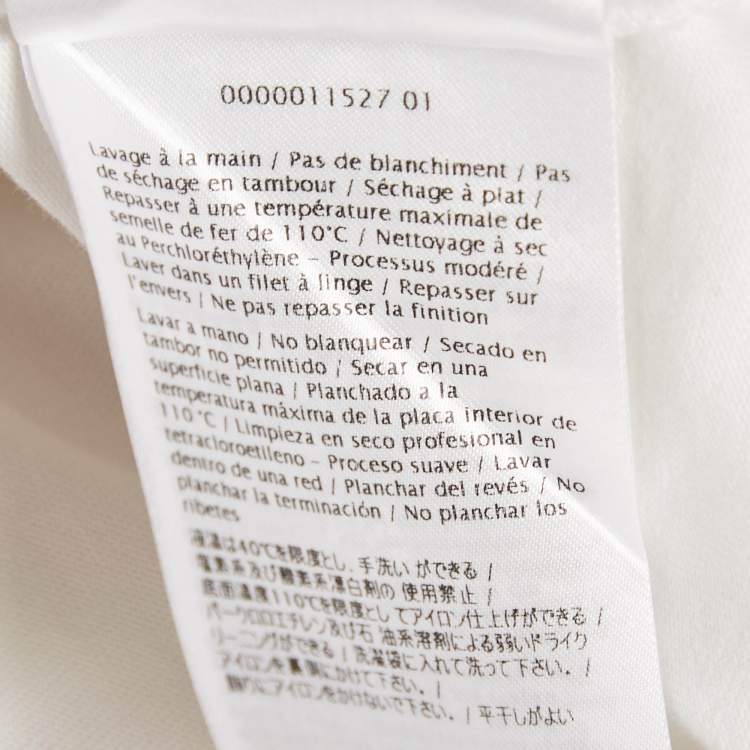 0000011527 01
Lavage à la main / Pas de blanchiment / Pas
de séchage en tambour / Séchage à plat /
Repasser à une température maximale de
semelle de fer de 110°C / Nettoyage à sec
au Perchloréthylène - Processus modéré /
Laver dans un filet à linge / Repasser sur
l'envers / Ne pas repasser la finition
Lavar a mano / No blanquear / Secado en
tambor no permitido / Secar en una
superficie plana / Planchado a la
temperatura máxima de la placa interior de
110°C / Limpieza en seco profesional en
tetracloroetileno - Proceso suave / Lavar
dentro de una red / Planchar del revés / No
planchar la terminación / No planchar los
ribetes
液温は40℃を限度とし、手洗い ができる /
塩素系及び酸素系漂白剤の 使用禁止 /
底面温度110℃を限度とし てアイロン仕上げができる /
パークロロエチレン及び石 油系溶剤による弱いドライク
リーニングができる / 洗濯袋に入れて洗って下さい。 /
アイロンを裏側にかけて下さい。 /
飾りにアイロンをかけないで下さい。 / 平干しがよい